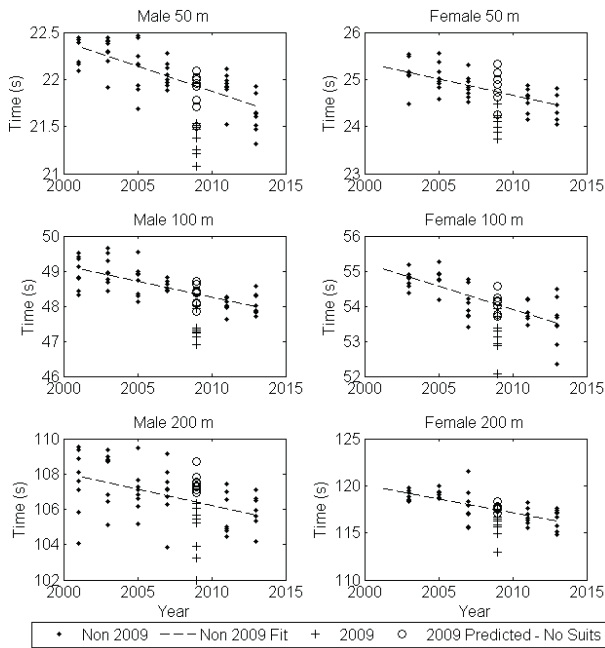 Male 50 m
Time (s)
22.5
22
21.5
21
2000 2005 2010 2015
Female 50 m
Time (s)
26
25
24
23
2000 2005 2010 2015
Male 100 m
Time (s)
50
49
48
47
46
2000 2005 2010 2015
Female 100 m
Time (s)
56
55
54
53
52
2000 2005 2010 2015
Male 200 m
Time (s)
110
108
106
104
102
2000 2005 2010 2015
Year
Female 200 m
Time (s)
125
120
115
110
2000 2005 2010 2015
Year
Non 2009 Non 2009 Fit 2009 2009 Predicted - No Suits